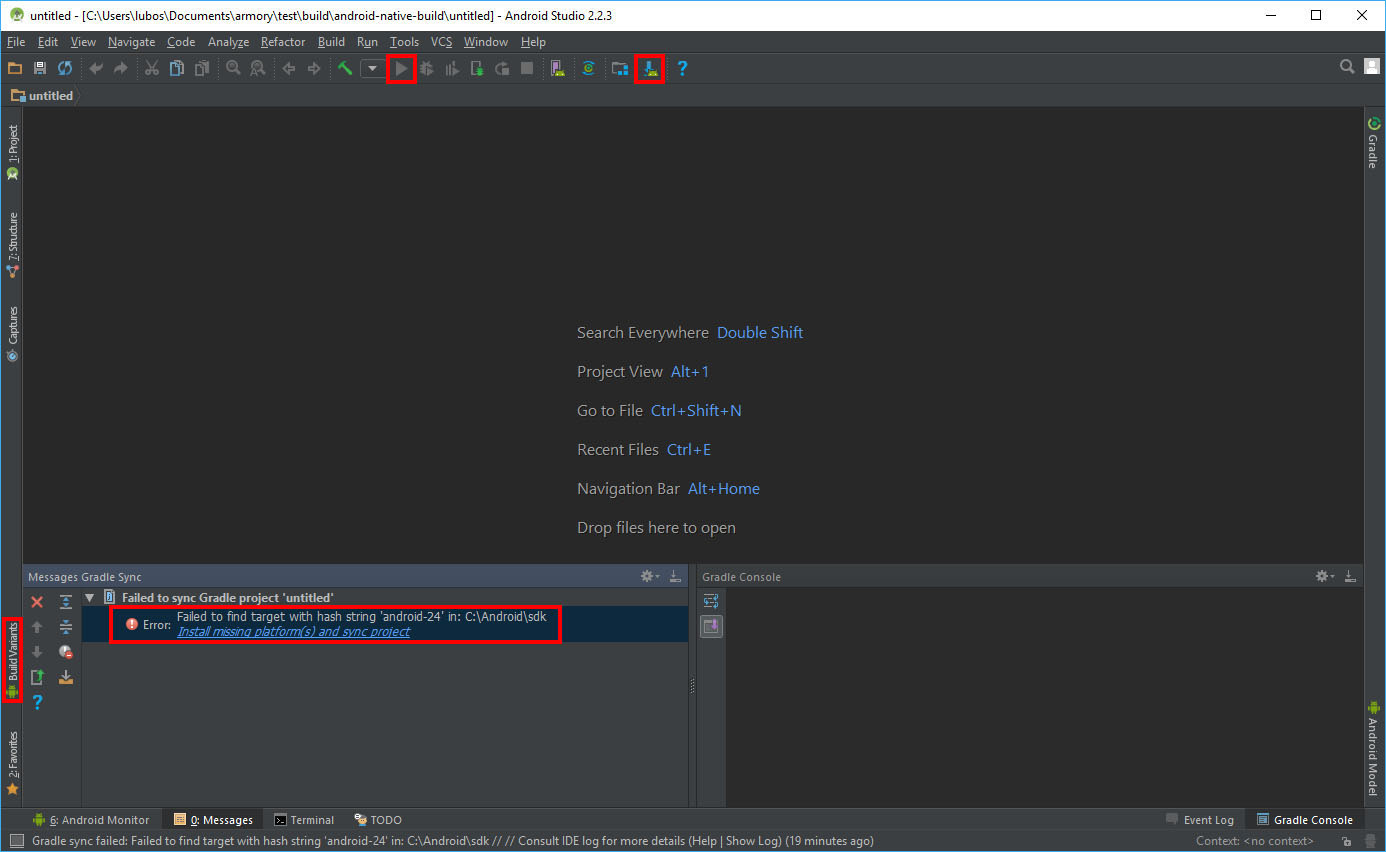 untitled - [C:\Users\lubos\Documents\armory\test\build\android-native-build\untitled] - Android Studio 2.2.3
File Edit View Navigate Code Analyze Refactor Build Run Tools VCS Window Help
?
untitled
1: Project
7: Structure
Captures
Build Variants
2: Favorites
Gradle
Android Model
Search Everywhere Double Shift
Project View Alt+1
Go to File Ctrl+Shift+N
Recent Files Ctrl+E
Navigation Bar Alt+Home
Drop files here to open
Messages Gradle Sync
Failed to sync Gradle project 'untitled'
Error: Failed to find target with hash string 'android-24' in: C:\Android\sdk
Install missing platform(s) and sync project
?
Gradle Console
6: Android Monitor 0: Messages Terminal TODO Event Log Gradle Console
Gradle sync failed: Failed to find target with hash string 'android-24' in: C:\Android\sdk // // Consult IDE log for more details (Help | Show Log) (19 minutes ago) Context: <no context>